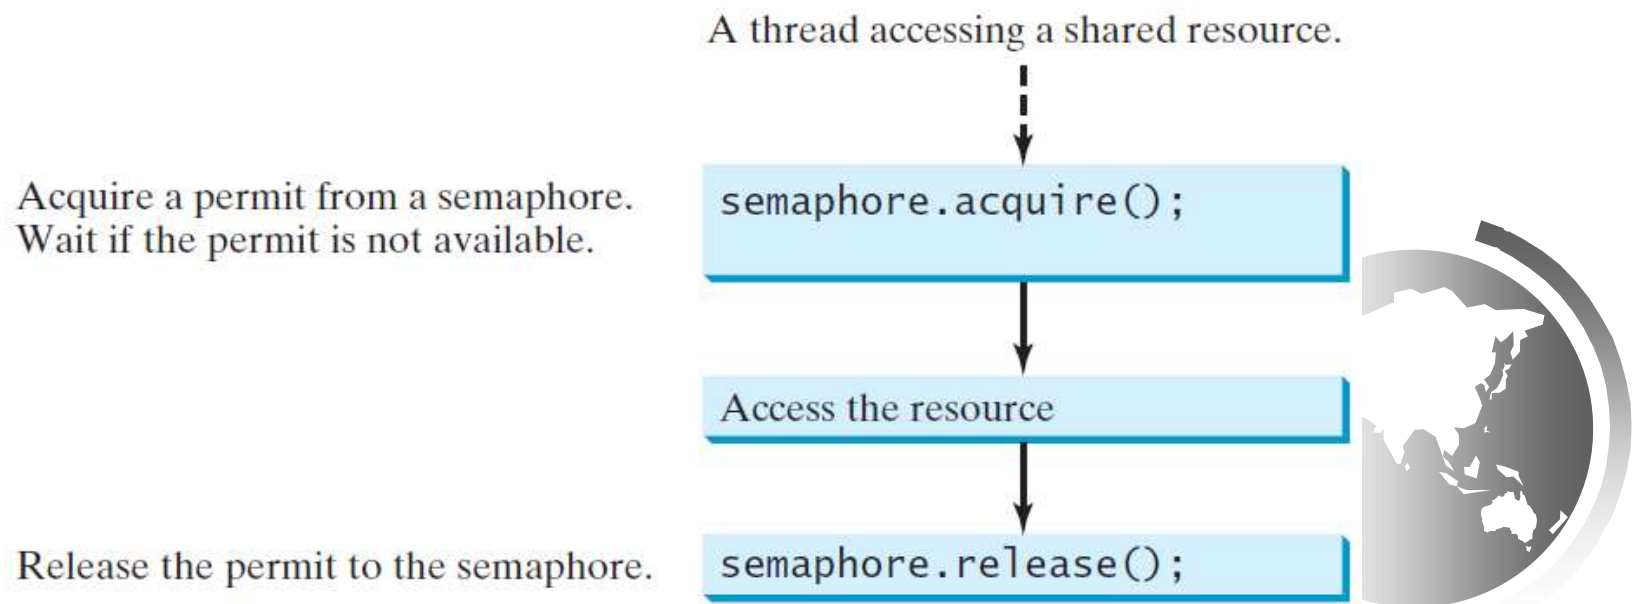 A thread accessing a shared resource.
Acquire a permit from a semaphore.
Wait if the permit is not available.
semaphore.acquire();
Access the resource
Release the permit to the semaphore.
semaphore.release();